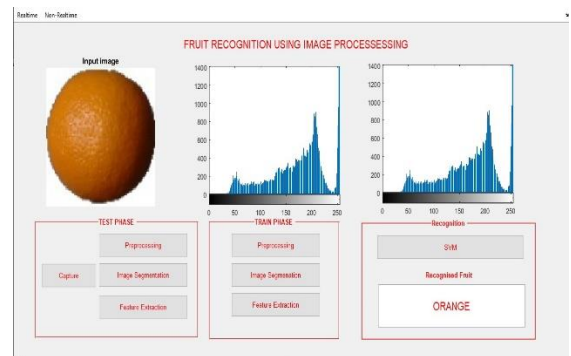 Realtime Non-Realtime
FRUIT RECOGNITION USING IMAGE PROCESSESSING
Input image
1400
1200
1000
800
600
400
200
0
0 50 100 150 200 250
1400
1200
1000
800
600
400
200
0
0 50 100 150 200 250
TEST PHASE
Preprocessing
Capture
Image Segmentation
Feature Extraction
TRAIN PHASE
Preprocessing
Image Segmenation
Feature Extraction
Recognition
SVM
Recognised Fruit
ORANGE